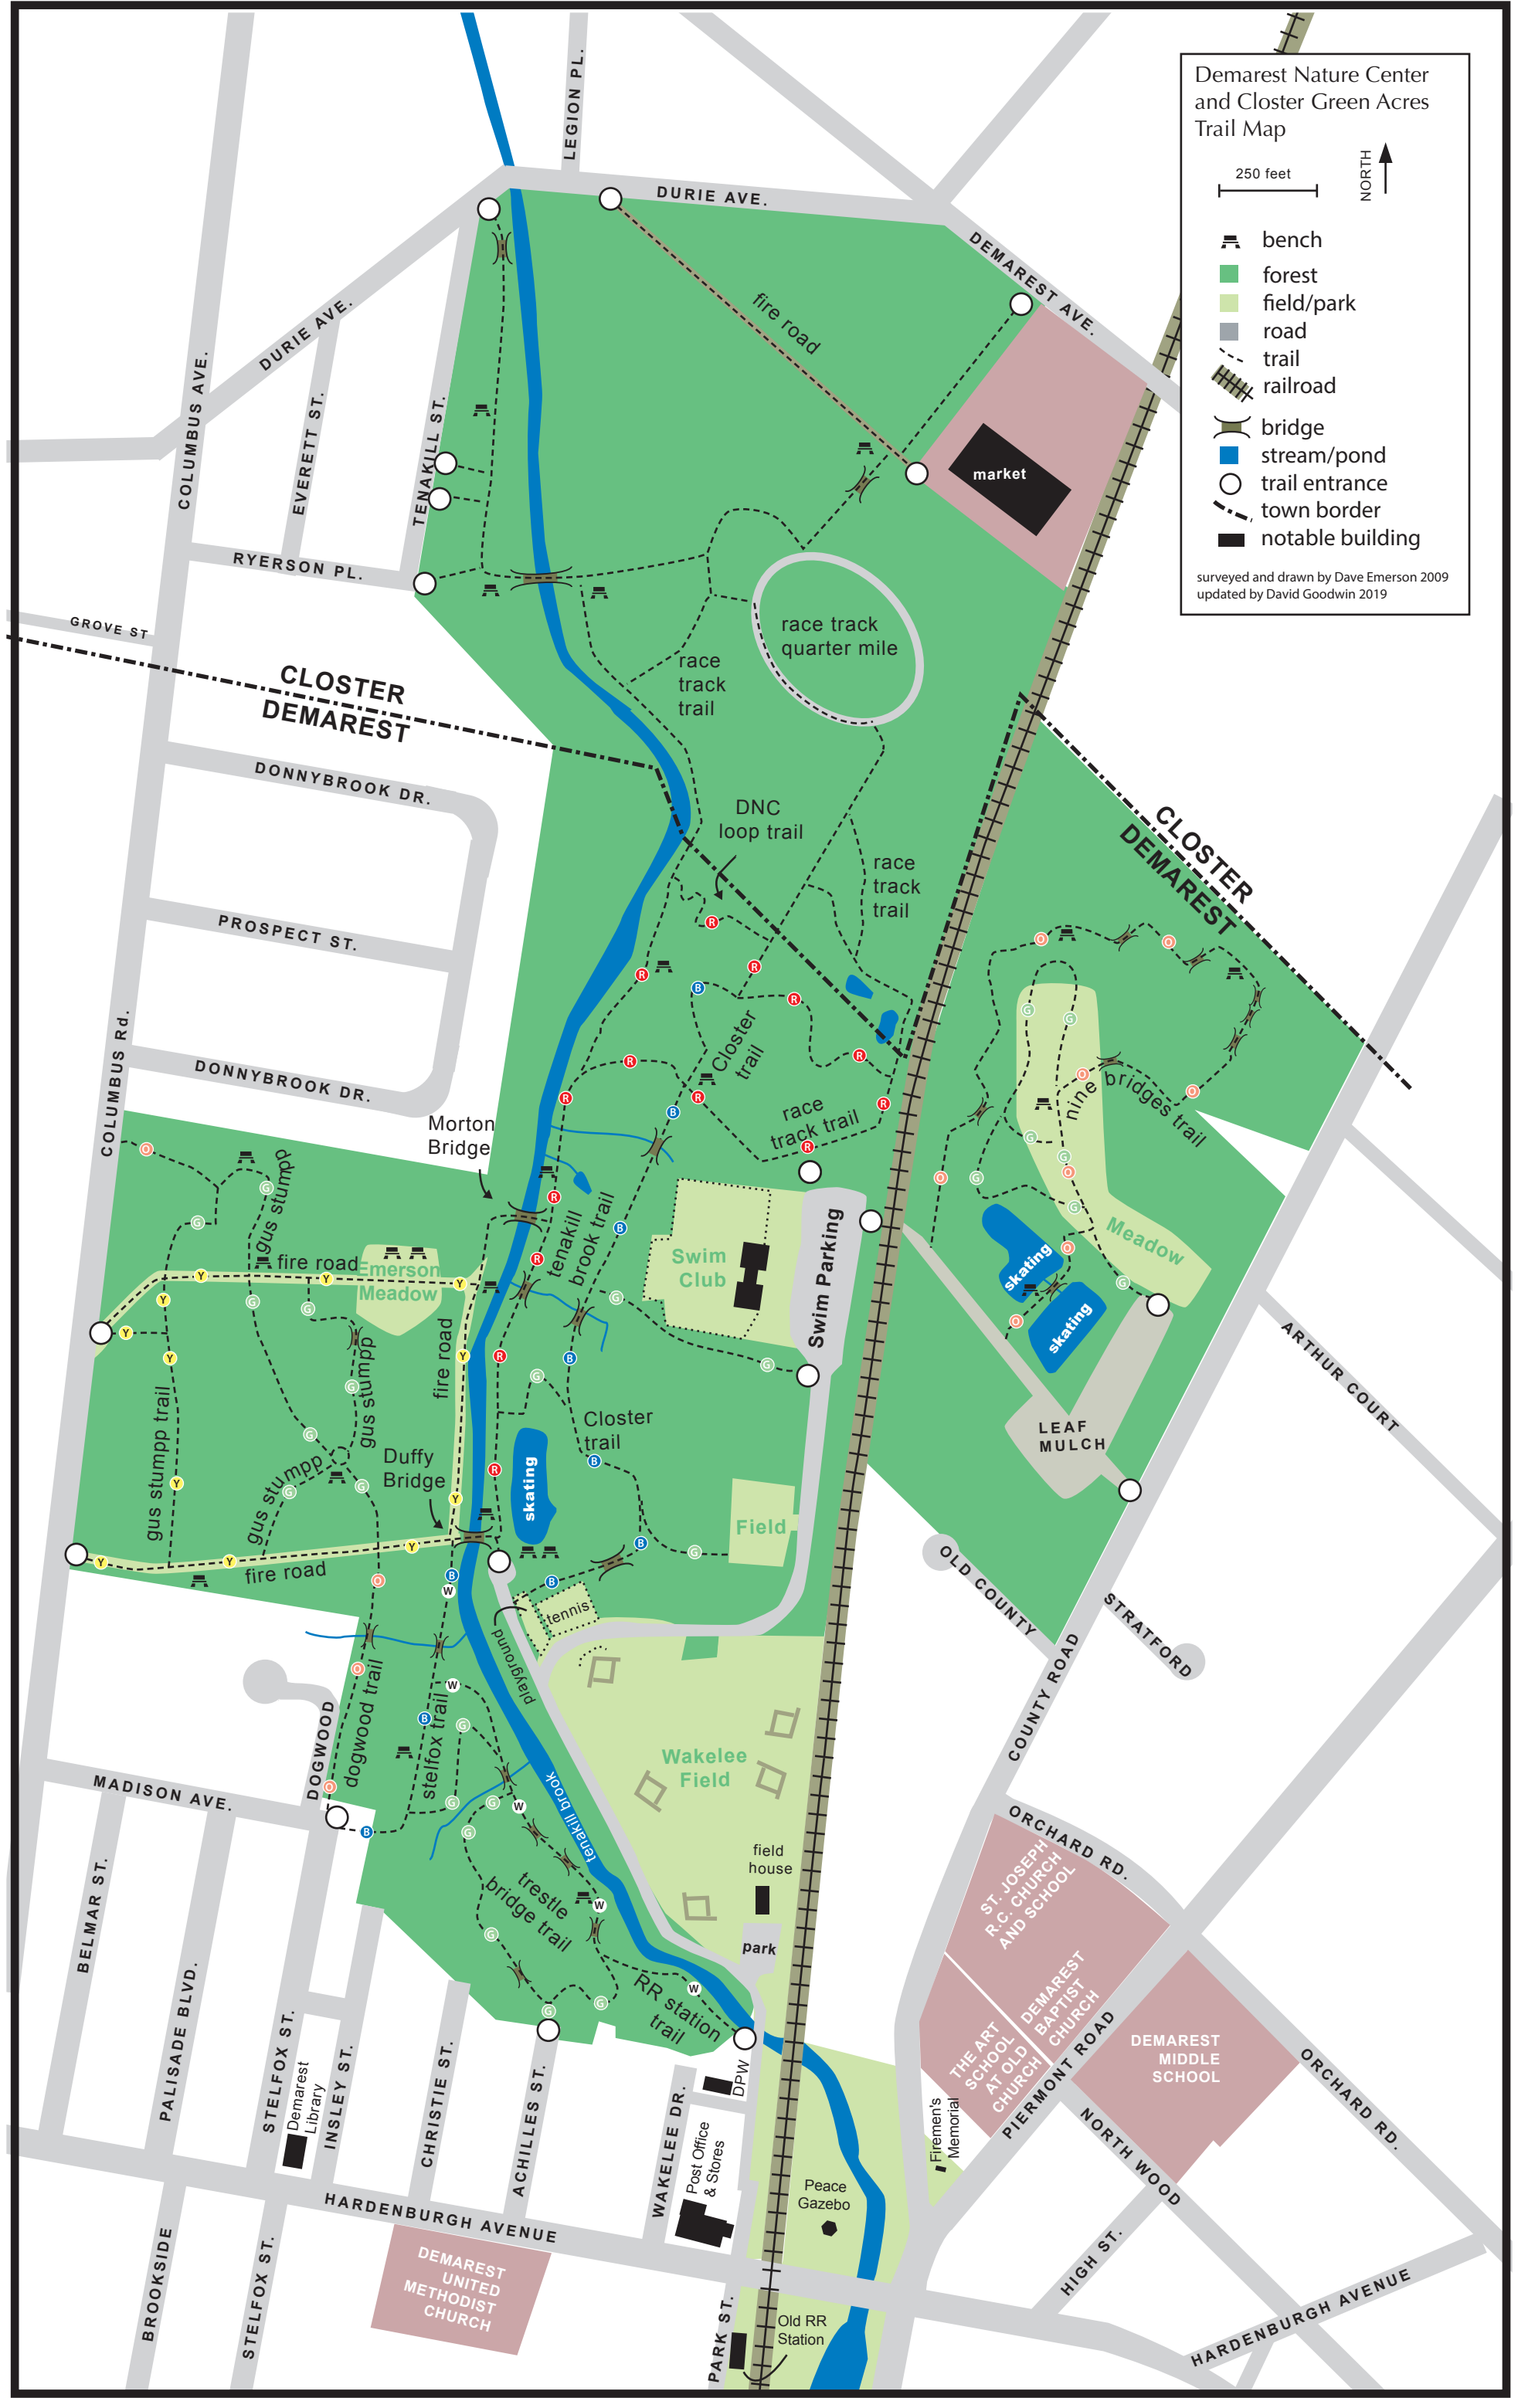 Demarest Nature Center
and Closter Green Acres
Trail Map
250 feet
NORTH
bench
forest
field/park
road
trail
railroad
bridge
stream/pond
trail entrance
town border
notable building
surveyed and drawn by Dave Emerson 2009
updated by David Goodwin 2019
LEGION PL.
DURIE AVE.
DEMAREST AVE.
fire road
COLUMBUS AVE.
DURIE AVE.
EVERETT ST.
TENAKILL ST.
market
RYERSON PL.
GROVE ST
race track
quarter mile
race
track
trail
CLOSTER
DEMAREST
DONNYBROOK DR.
DNC
loop trail
race
track
trail
CLOSTER
DEMAREST
PROSPECT ST.
R
O
O
R
R
B
R
G
G
COLUMBUS Rd.
Closter
trail
R
R
O
nine
bridges trail
O
DONNYBROOK DR.
R
R
B
race
track trail
R
R
Morton
Bridge
O
G
G
O
O
G
G
gus stumpp
G
G
R
tenakill
brook trail
B
Swim
Club
Swim Parking
Meadow
skating
skating
O
G
O
fire road
Emerson
Meadow
Y
Y
Y
R
Y
Y
G
G
G
fire road
Y
R
B
G
G
Y
gus stumpp trail
gus stumpp
G
G
Closter
trail
ARTHUR COURT
LEAF
MULCH
Duffy
Bridge
G
gus stumpp
G
G
Y
R
skating
B
Y
Field
B
G
Y
Y
Y
fire road
O
B
W
B
tennis
playground
OLD COUNTY
STRATFORD
COUNTY ROAD
O
dogwood trail
DOGWOOD
O
W
B
stelfox trail
G
G
G
W
G
B
Wakelee
Field
tenakill brook
MADISON AVE.
field
house
park
trestle
bridge trail
W
G
G
G
W
RR station
trail
ORCHARD RD.
ST. JOSEPH
R.C. CHURCH
AND SCHOOL
DEMAREST
BAPTIST
CHURCH
THE ART
SCHOOL
AT OLD
CHURCH
PIERMONT ROAD
DEMAREST
MIDDLE
SCHOOL
ORCHARD RD.
NORTH WOOD
HIGH ST.
HARDENBURGH AVENUE
BELMAR ST.
PALISADE BLVD.
STELFOX ST.
Demarest
Library
INSLEY ST.
CHRISTIE ST.
ACHILLES ST.
WAKELEE DR.
DPW
Post Office
& Stores
Firemen's
Memorial
Peace
Gazebo
HARDENBURGH AVENUE
DEMAREST
UNITED
METHODIST
CHURCH
BROOKSIDE
STELFOX ST.
PARK ST.
Old RR
Station